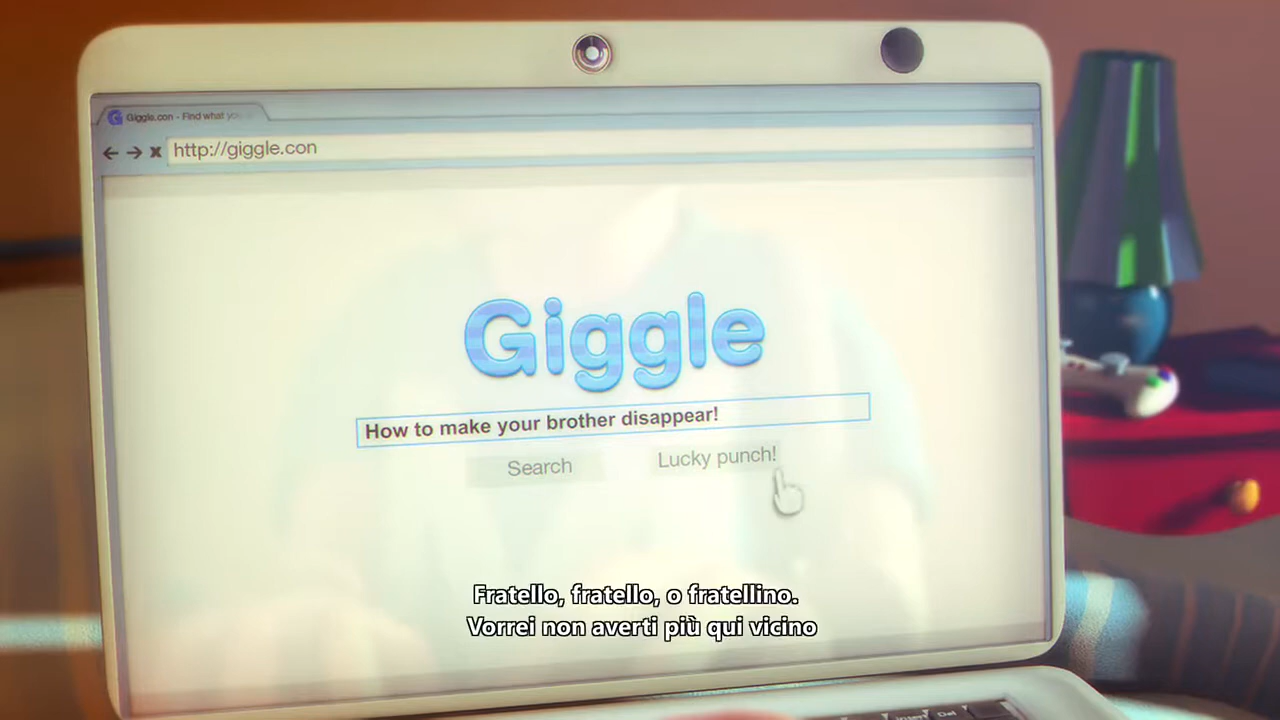 Giggle.con - Find what you
http://giggle.con
Giggle
How to make your brother disappear!
Search
Lucky punch!
Fratello, fratello, o fratellino.
Vorrei non averti più qui vicino
Del